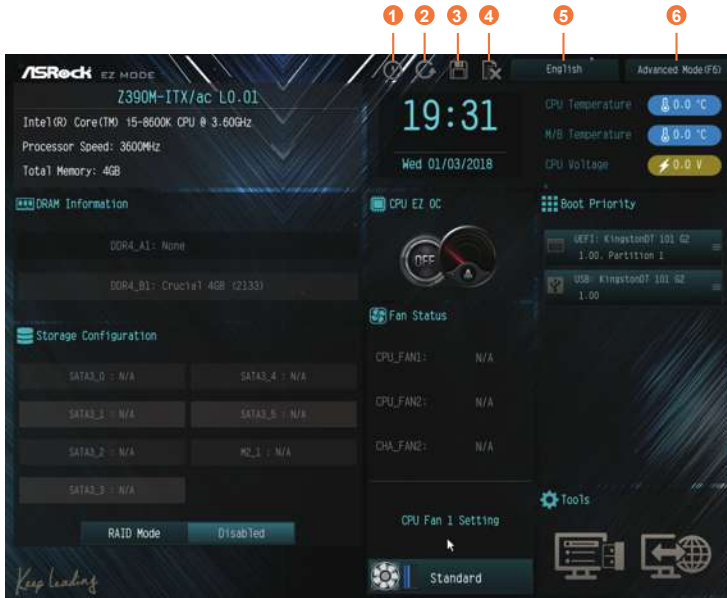 1 2 3 4 5 6
ASRock EZ MODE
English
Advanced Mode(F6)
Z390M-ITX/ac L0.01
Intel(R) Core(TM) i5-8600K CPU @ 3.60GHz
Processor Speed: 3600MHz
Total Memory: 4GB
19:31
Wed 01/03/2018
CPU Temperature 0.0 °C
M/B Temperature 0.0 °C
CPU Voltage 0.0 V
DRAM Information
DDR4_A1: None
DDR4_B1: Crucial 4GB (2133)
Storage Configuration
SATA3_0 : N/A
SATA3_4 : N/A
SATA3_1 : N/A
SATA3_5 : N/A
SATA3_2 : N/A
M2_1 : N/A
SATA3_3 : N/A
RAID Mode
Disabled
Keep Leading
CPU EZ OC
OFF
Fan Status
CPU_FAN1: N/A
CPU_FAN2: N/A
CHA_FAN2: N/A
CPU Fan 1 Setting
Standard
Boot Priority
UEFI: KingstonDT 101 G2
1.00, Partition 1
USB: KingstonDT 101 G2
1.00
Tools